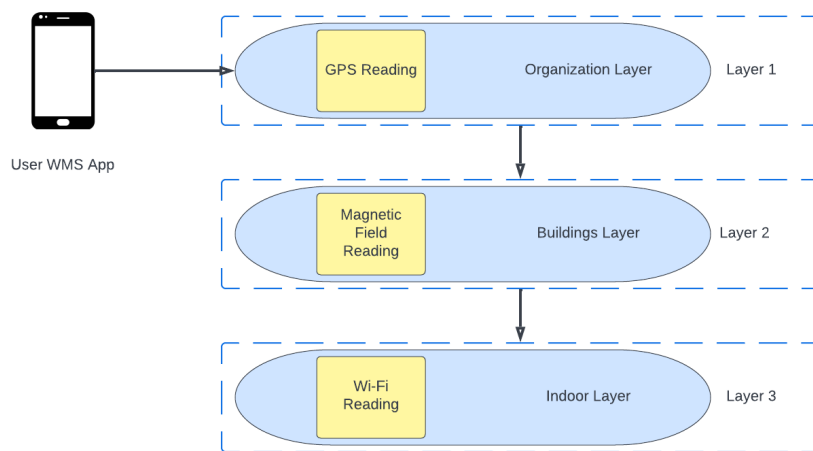 GPS Reading
Organization Layer
Layer 1
User WMS App
Magnetic
Field
Reading
Buildings Layer
Layer 2
Wi-Fi
Reading
Indoor Layer
Layer 3